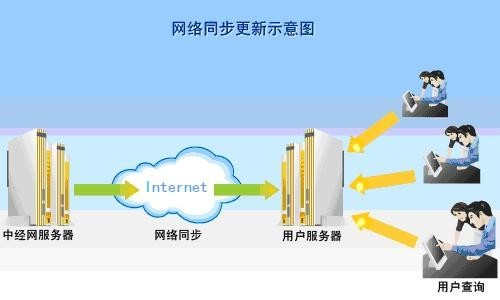 网络同步更新示意图
Internet
中经网服务器
网络同步
用户服务器
用户查询